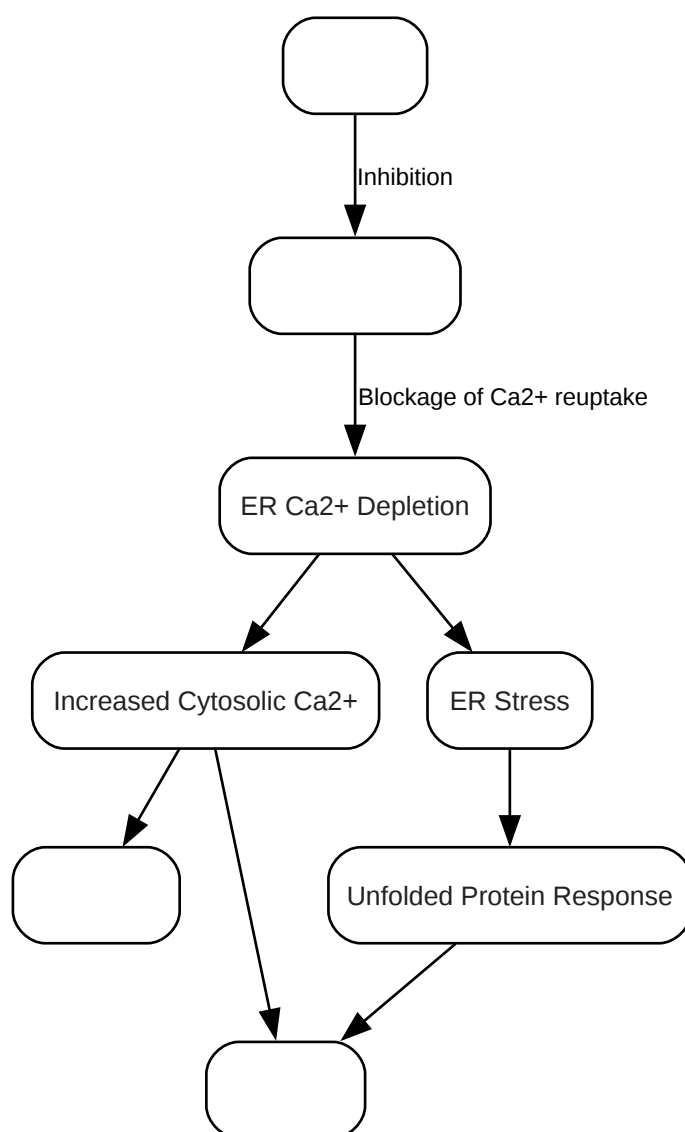 Inhibition
Blockage of Ca2+ reuptake
ER Ca2+ Depletion
Increased Cytosolic Ca2+
ER Stress
Unfolded Protein Response